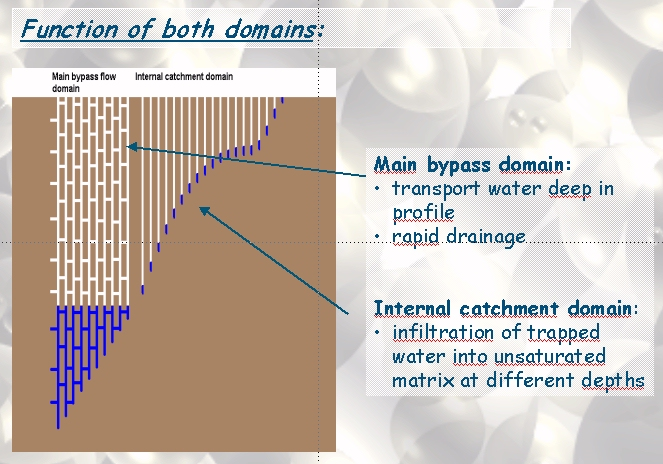 Function of both domains:
Main bypass flow
domain
Internal catchment domain
Main bypass domain:
• transport water deep in
profile
• rapid drainage
Internal catchment domain:
• infiltration of trapped
water into unsaturated
matrix at different depths